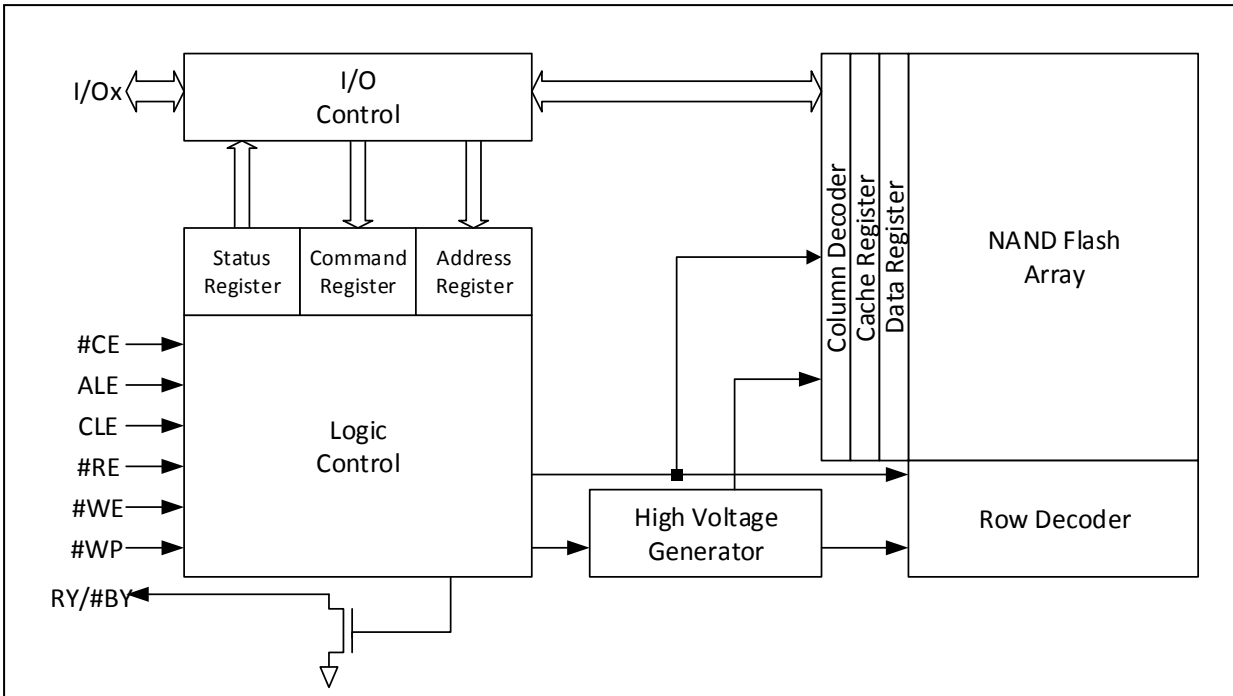 I/Ox
I/O
Control
Status
Register
Command
Register
Address
Register
#CE
ALE
CLE
#RE
#WE
#WP
RY/#BY
Logic
Control
High Voltage
Generator
Column Decoder
Cache Register
Data Register
NAND Flash
Array
Row Decoder